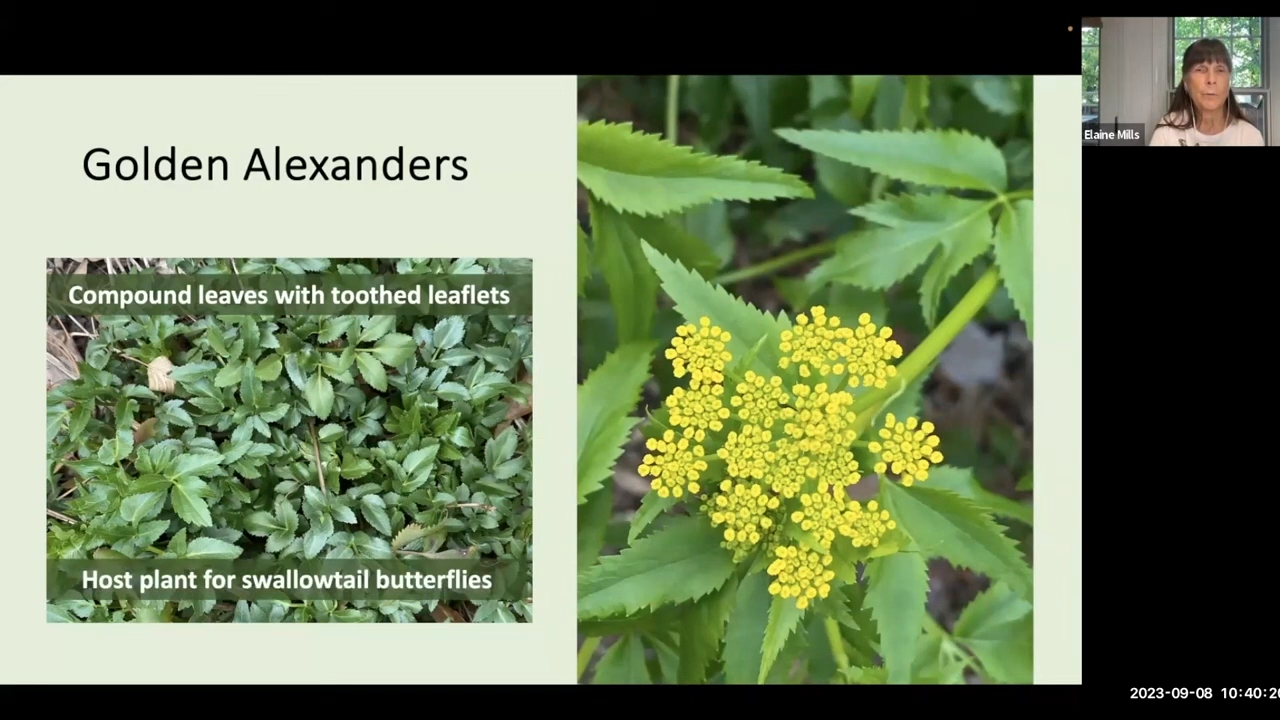 Elaine Mills
Golden Alexanders
Compound leaves with toothed leaflets
Host plant for swallowtail butterflies
2023-09-08 10:40:20